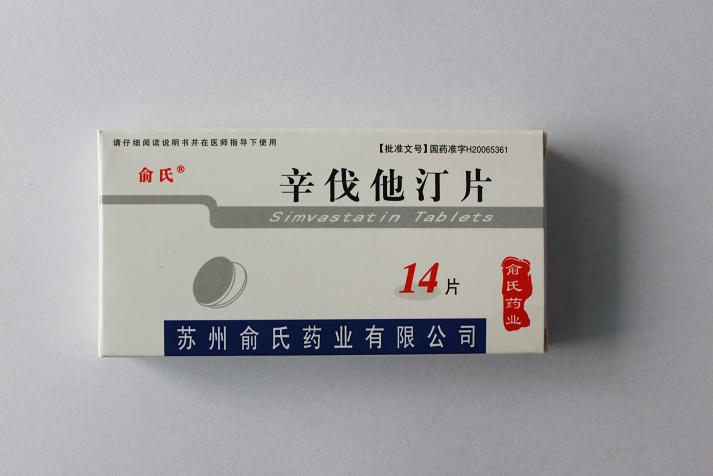 请仔细阅读说明书并在医师指导下使用
【批准文号】国药准字H20065361
俞氏®
辛伐他汀片
Simvastatin Tablets
14片
俞氏药业
苏州俞氏药业有限公司